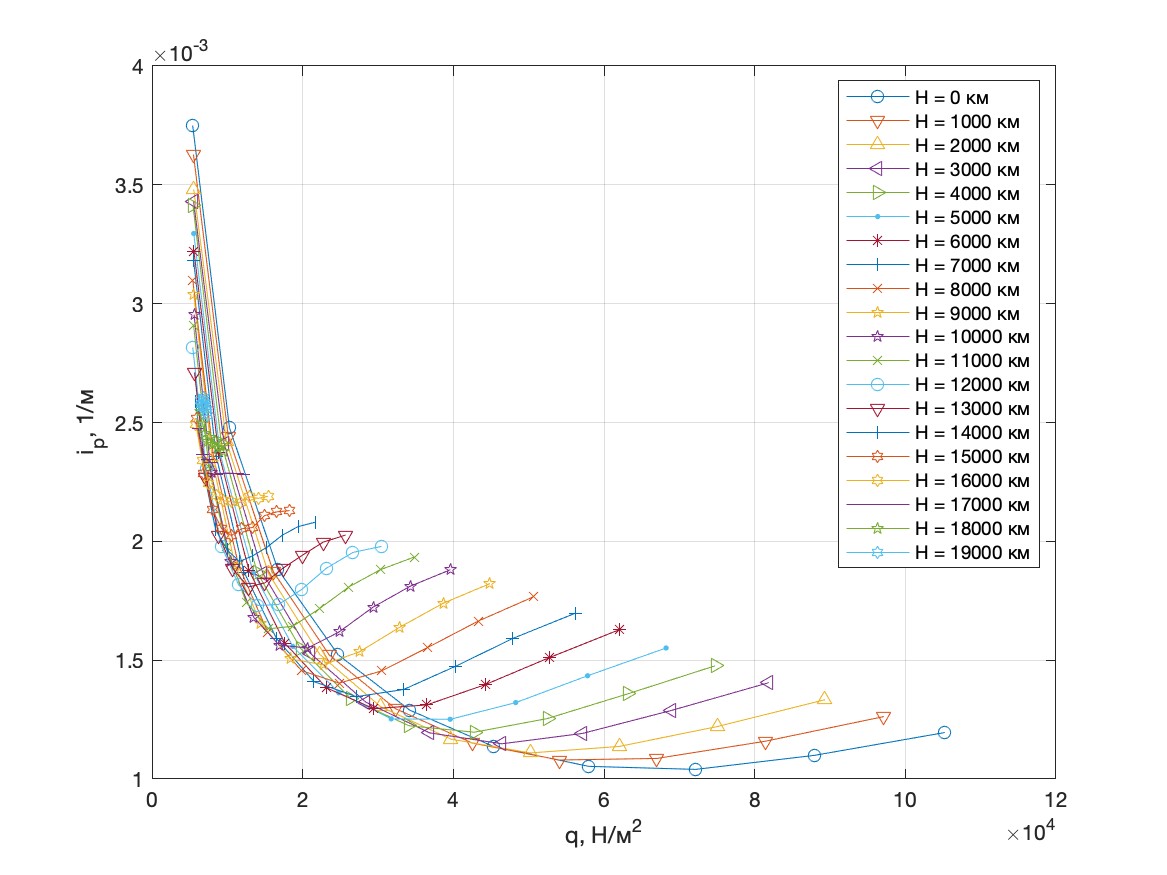 ×10⁻³
4
3.5
3
2.5
2
1.5
1
iₚ, 1/м
0
2
4
6
8
10
12
×10⁴
q, Н/м²
H = 0 км
H = 1000 км
H = 2000 км
H = 3000 км
H = 4000 км
H = 5000 км
H = 6000 км
H = 7000 км
H = 8000 км
H = 9000 км
H = 10000 км
H = 11000 км
H = 12000 км
H = 13000 км
H = 14000 км
H = 15000 км
H = 16000 км
H = 17000 км
H = 18000 км
H = 19000 км